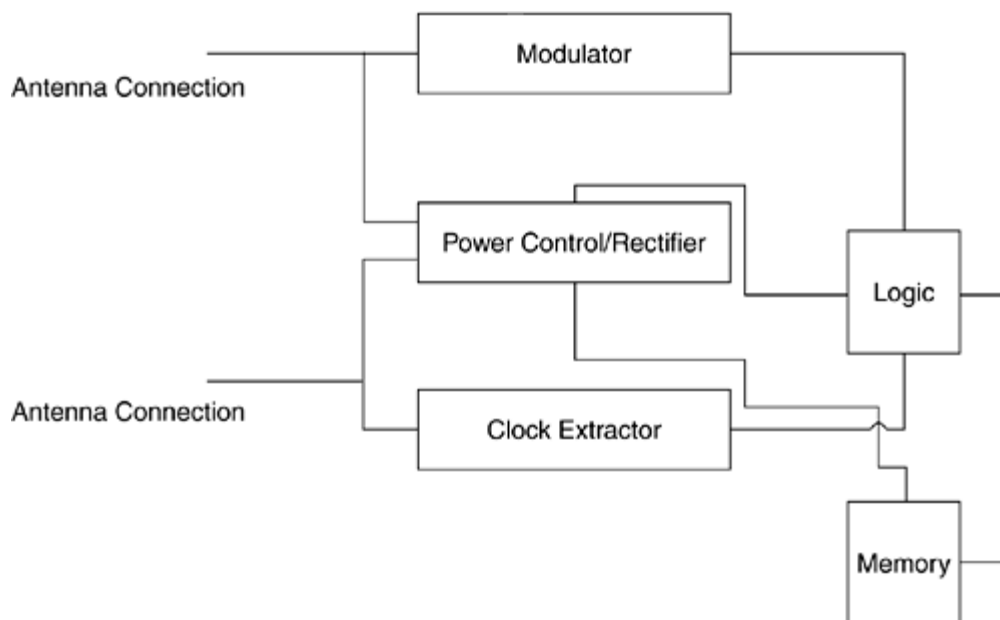 Modulator
Antenna Connection
Power Control/Rectifier
Logic
Antenna Connection
Clock Extractor
Memory